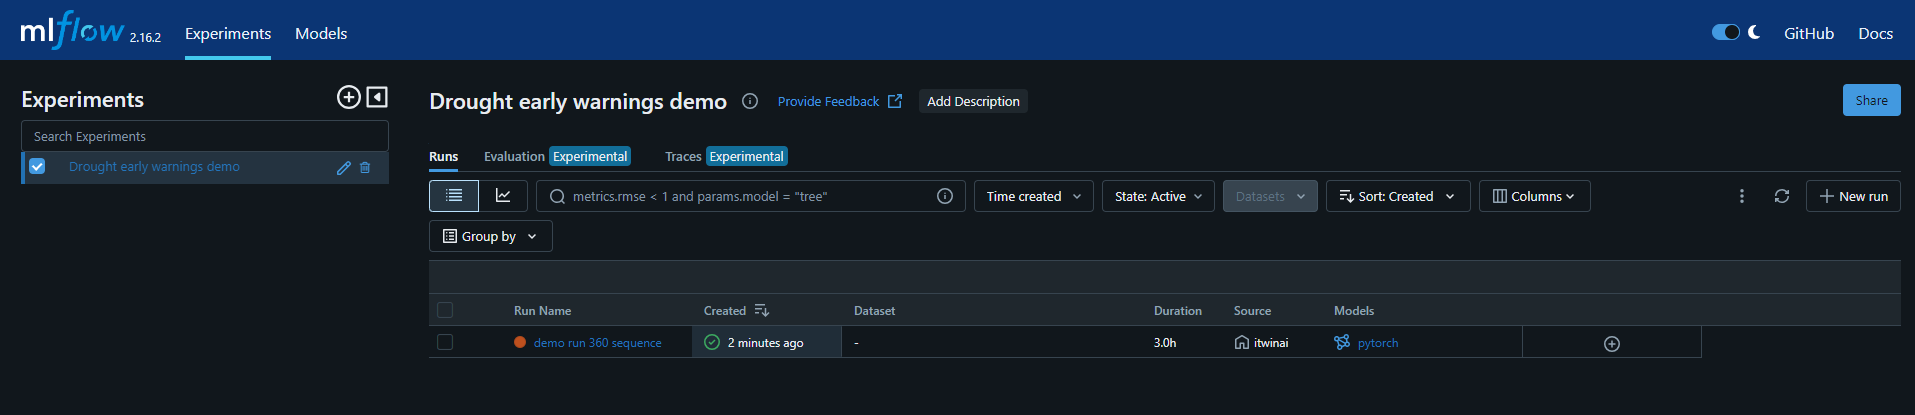 mlflow 2.16.2 Experiments Models GitHub Docs
Experiments
Search Experiments
Drought early warnings demo
Drought early warnings demo Provide Feedback Add Description Share
Runs Evaluation Experimental Traces Experimental
metrics.rmse < 1 and params.model = "tree" Time created State: Active Datasets Sort: Created Columns New run
Group by
Run Name Created Dataset Duration Source Models
demo run 360 sequence 2 minutes ago - 3.0h itwinai pytorch